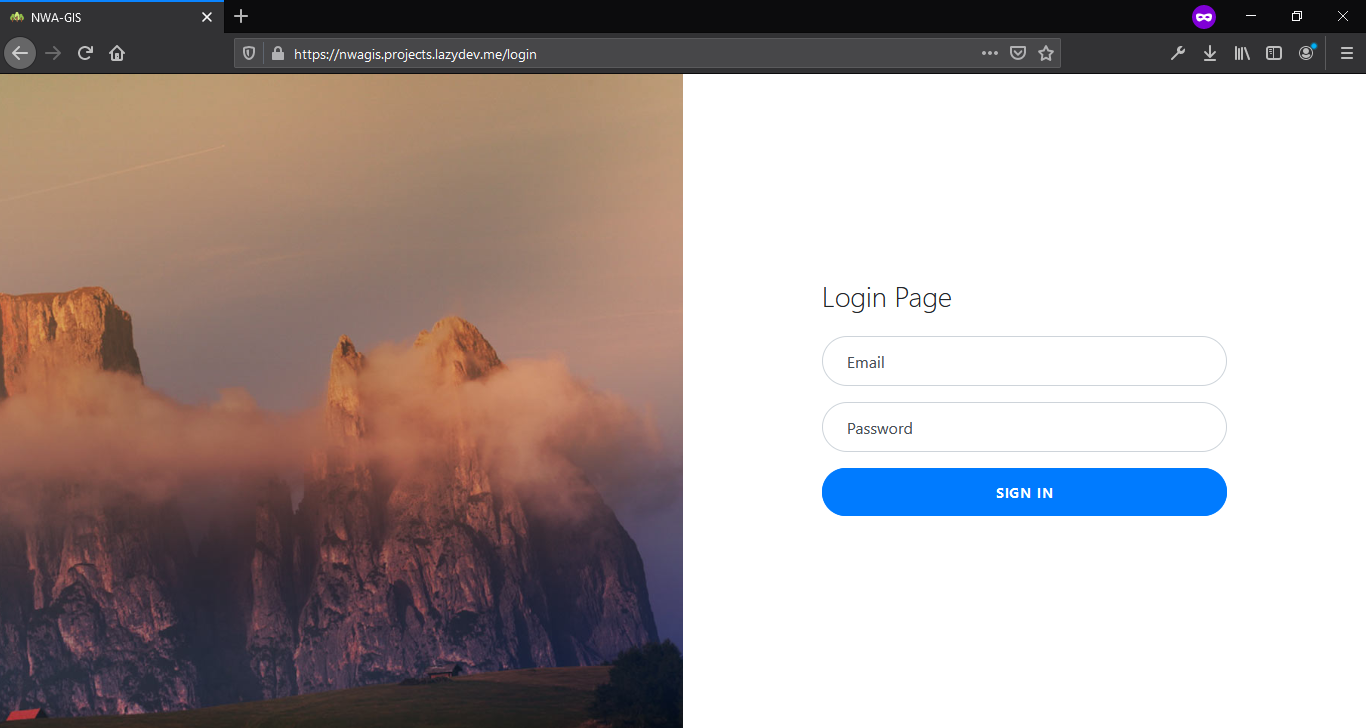 NWA-GIS
https://nwagis.projects.lazydev.me/login
Login Page
Email
Password
SIGN IN